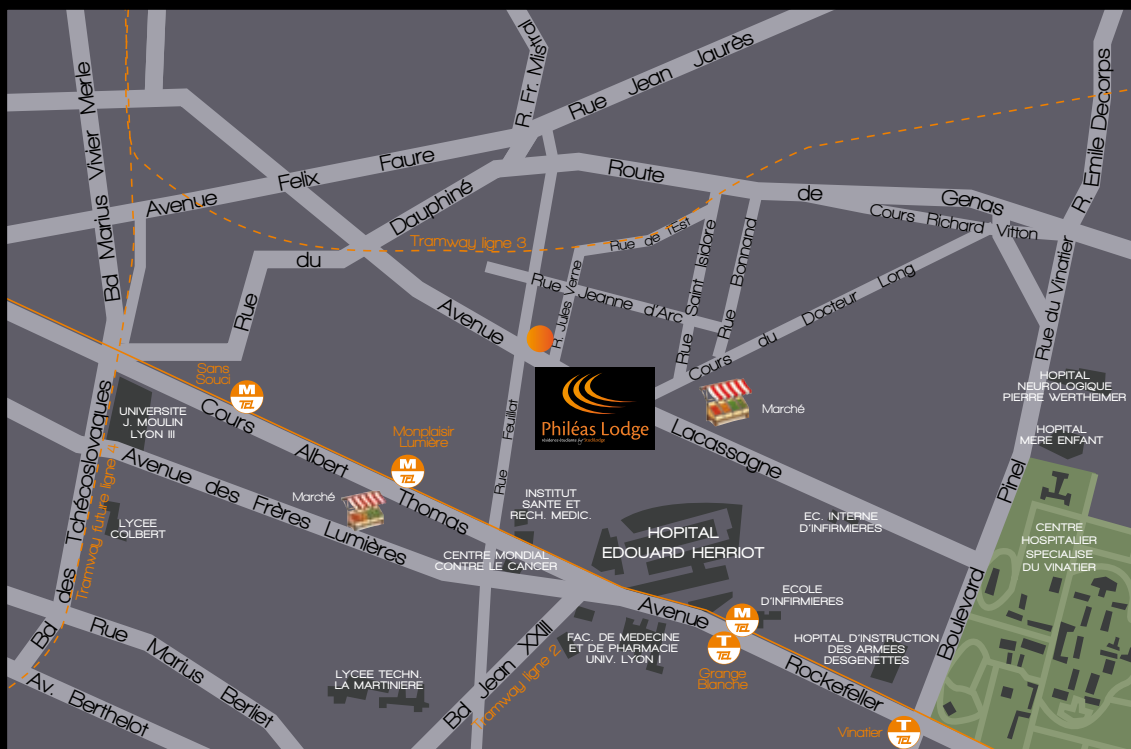 Bd Marius Vivier Merle
R. Fr. Mistral
Rue Jean Jaurès
R. Emile Decorps
Avenue Felix Faure
Rue du Dauphiné
Route de Genas
Cours Richard Vitton
Tramway ligne 3
Rue de l'Est
Rue Jeanne d'Arc
R. Jules Verne
Rue Saint Isidore
Rue Bonnand
Cours du Docteur Long
Rue du Vinatier
Avenue Lacassagne
Sans
Souci
M
TCL
Philéas Lodge
Marché
HOPITAL
NEUROLOGIQUE
PIERRE WERTHEIMER
HOPITAL
MERE ENFANT
UNIVERSITE
J. MOULIN
LYON III
Cours Albert Thomas
Monplaisir
Lumière
M
TCL
Rue Feuillat
Bd des Tchécoslovaques
Tramway future ligne 4
Avenue des Frères Lumières
Marché
LYCEE
COLBERT
INSTITUT
SANTE ET
RECH. MEDIC.
CENTRE MONDIAL
CONTRE LE CANCER
HOPITAL
EDOUARD HERRIOT
EC. INTERNE
D'INFIRMIERES
Boulevard Pinel
CENTRE
HOSPITALIER
SPECIALISE
DU VINATIER
ECOLE
D'INFIRMIERES
Avenue Rockefeller
M
TCL
T
TCL
Grange
Blanche
FAC. DE MEDECINE
ET DE PHARMACIE
UNIV. LYON I
HOPITAL D'INSTRUCTION
DES ARMEES
DESGENETTES
Rue Marius Berliet
Av. Berthelot
LYCEE TECHN.
LA MARTINIERE
Bd Jean XXIII
Tramway ligne 2
Vinatier
T
TCL